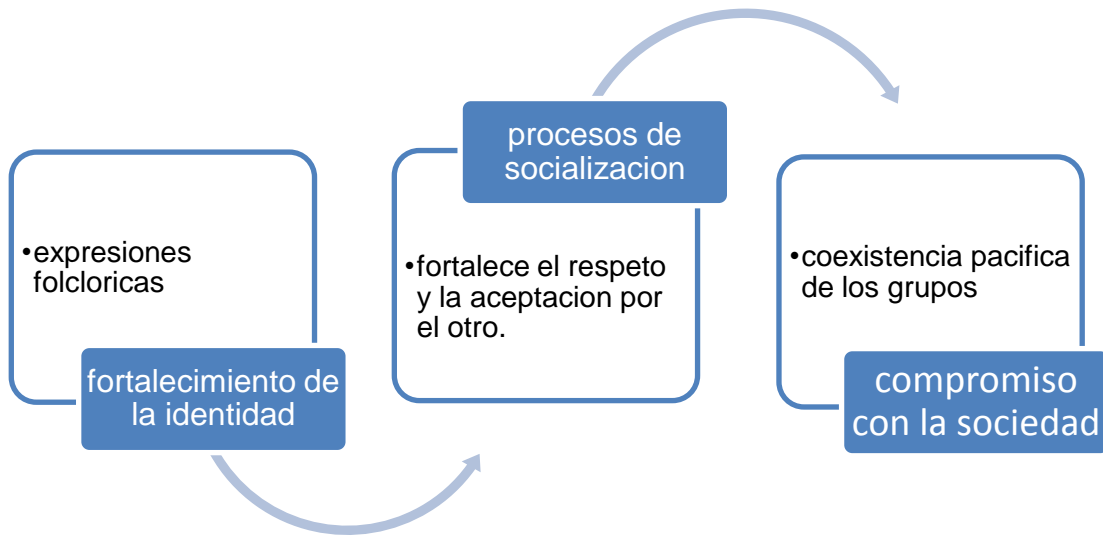 •expresiones
folcloricas
fortalecimiento de
la identidad
procesos de
socializacion
•fortalece el respeto
y la aceptacion por
el otro.
•coexistencia pacifica
de los grupos
compromiso
con la sociedad